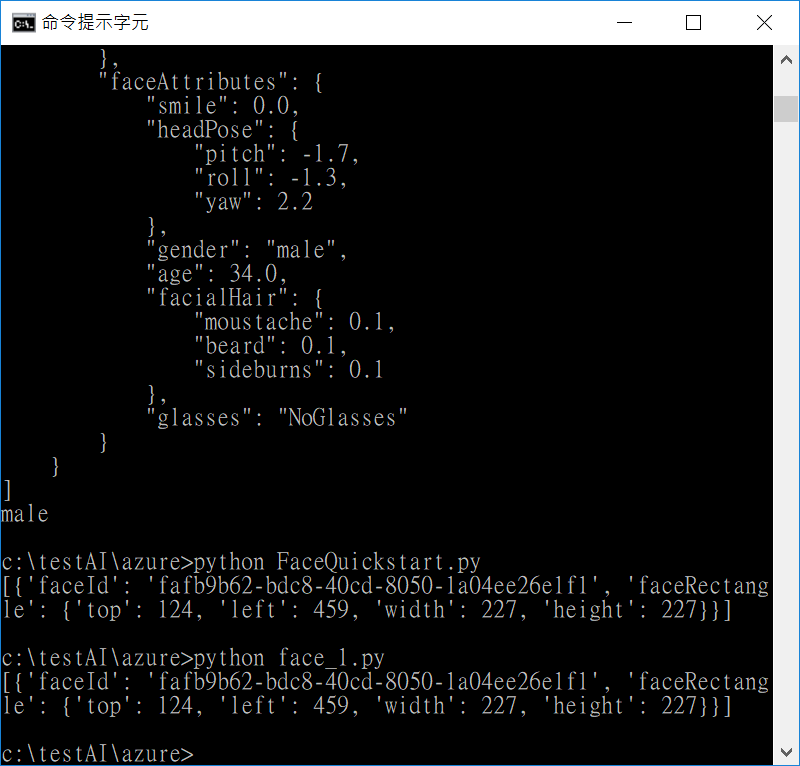 命令提示字元
},
"faceAttributes": {
"smile": 0.0,
"headPose": {
"pitch": -1.7,
"roll": -1.3,
"yaw": 2.2
},
"gender": "male",
"age": 34.0,
"facialHair": {
"moustache": 0.1,
"beard": 0.1,
"sideburns": 0.1
},
"glasses": "NoGlasses"
}
}
]
male
c:\testAI\azure>python FaceQuickstart.py
[{'faceId': 'fafb9b62-bdc8-40cd-8050-1a04ee26e1f1', 'faceRectang
le': {'top': 124, 'left': 459, 'width': 227, 'height': 227}}]
c:\testAI\azure>python face_1.py
[{'faceId': 'fafb9b62-bdc8-40cd-8050-1a04ee26e1f1', 'faceRectang
le': {'top': 124, 'left': 459, 'width': 227, 'height': 227}}]
c:\testAI\azure>